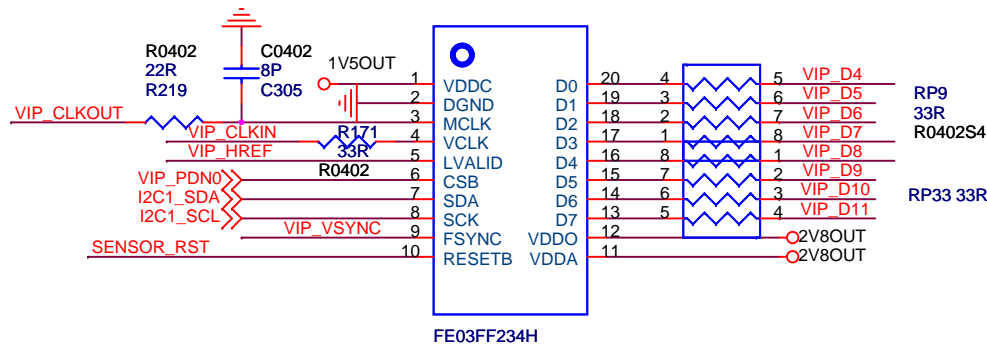 R0402
22R
R219
C0402
8P
C305
1V5OUT
VIP_CLKOUT
VIP_CLKIN
R171
33R
R0402
VIP_HREF
VIP_PDN0
I2C1_SDA
I2C1_SCL
VIP_VSYNC
SENSOR_RST
1 VDDC D0 20 4 5 VIP_D4
2 DGND D1 19 3 6 VIP_D5
3 MCLK D2 18 2 7 VIP_D6
4 VCLK D3 17 1 8 VIP_D7
5 LVALID D4 16 8 1 VIP_D8
6 CSB D5 15 7 2 VIP_D9
7 SDA D6 14 6 3 VIP_D10
8 SCK D7 13 5 4 VIP_D11
9 FSYNC VDDO 12 2V8OUT
10 RESETB VDDA 11 2V8OUT
RP9
33R
R0402S4
RP33 33R
FE03FF234H